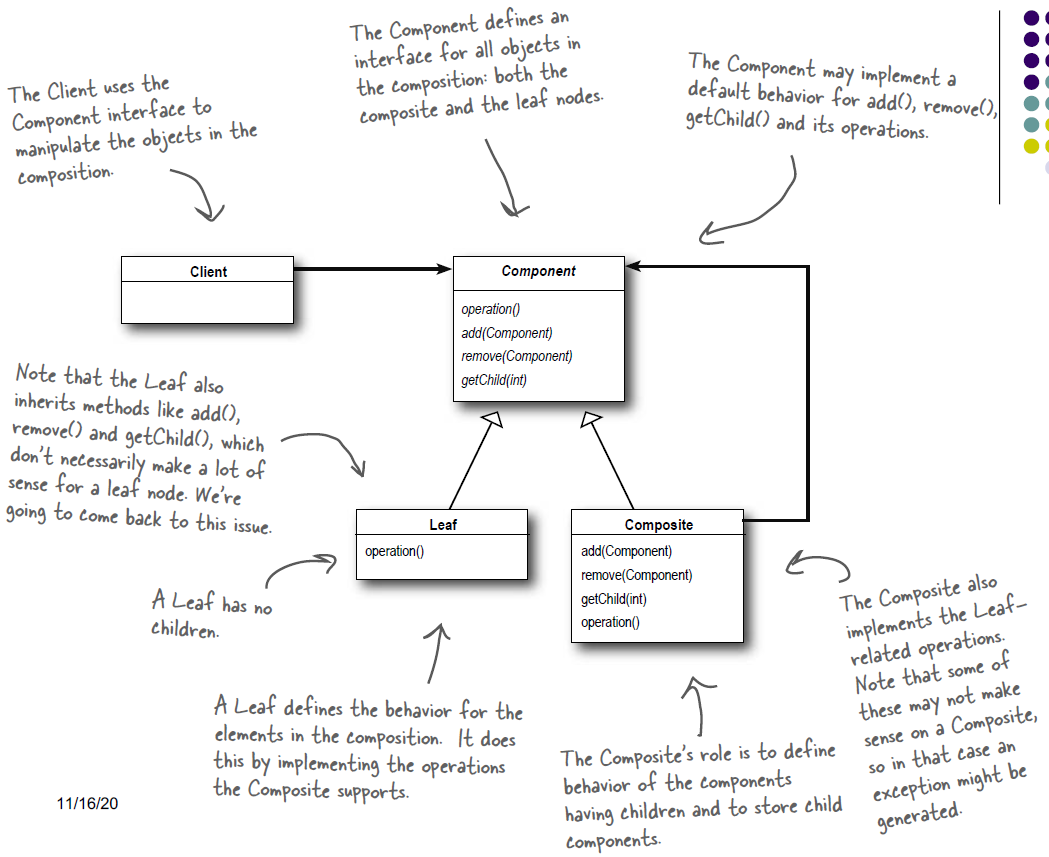 The Client uses the
Component interface to
manipulate the objects in the
composition.
The Component defines an
interface for all objects in
the composition: both the
composite and the leaf nodes.
The Component may implement a
default behavior for add(), remove(),
getChild() and its operations.
Client
Component
operation()
add(Component)
remove(Component)
getChild(int)
Note that the Leaf also
inherits methods like add(),
remove() and getChild(), which
don't necessarily make a lot of
sense for a leaf node. We're
going to come back to this issue.
Leaf
operation()
Composite
add(Component)
remove(Component)
getChild(int)
operation()
A Leaf has no
children.
The Composite also
implements the Leaf-
related operations.
Note that some of
these may not make
sense on a Composite,
so in that case an
exception might be
generated.
A Leaf defines the behavior for the
elements in the composition. It does
this by implementing the operations
the Composite supports.
The Composite's role is to define
behavior of the components
having children and to store child
components.
11/16/20